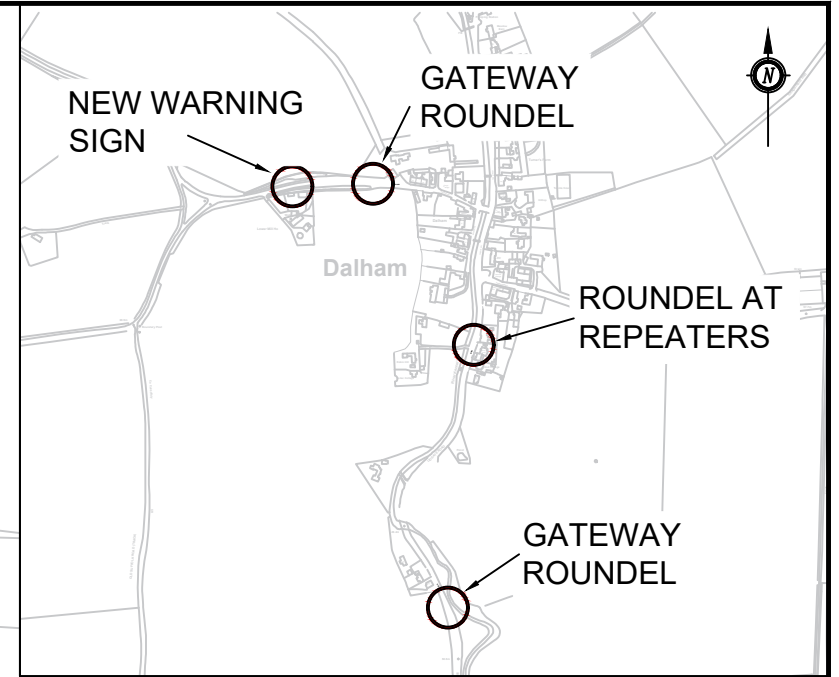 NEW WARNING
SIGN
GATEWAY
ROUNDEL
N
Dalham
ROUNDEL AT
REPEATERS
GATEWAY
ROUNDEL